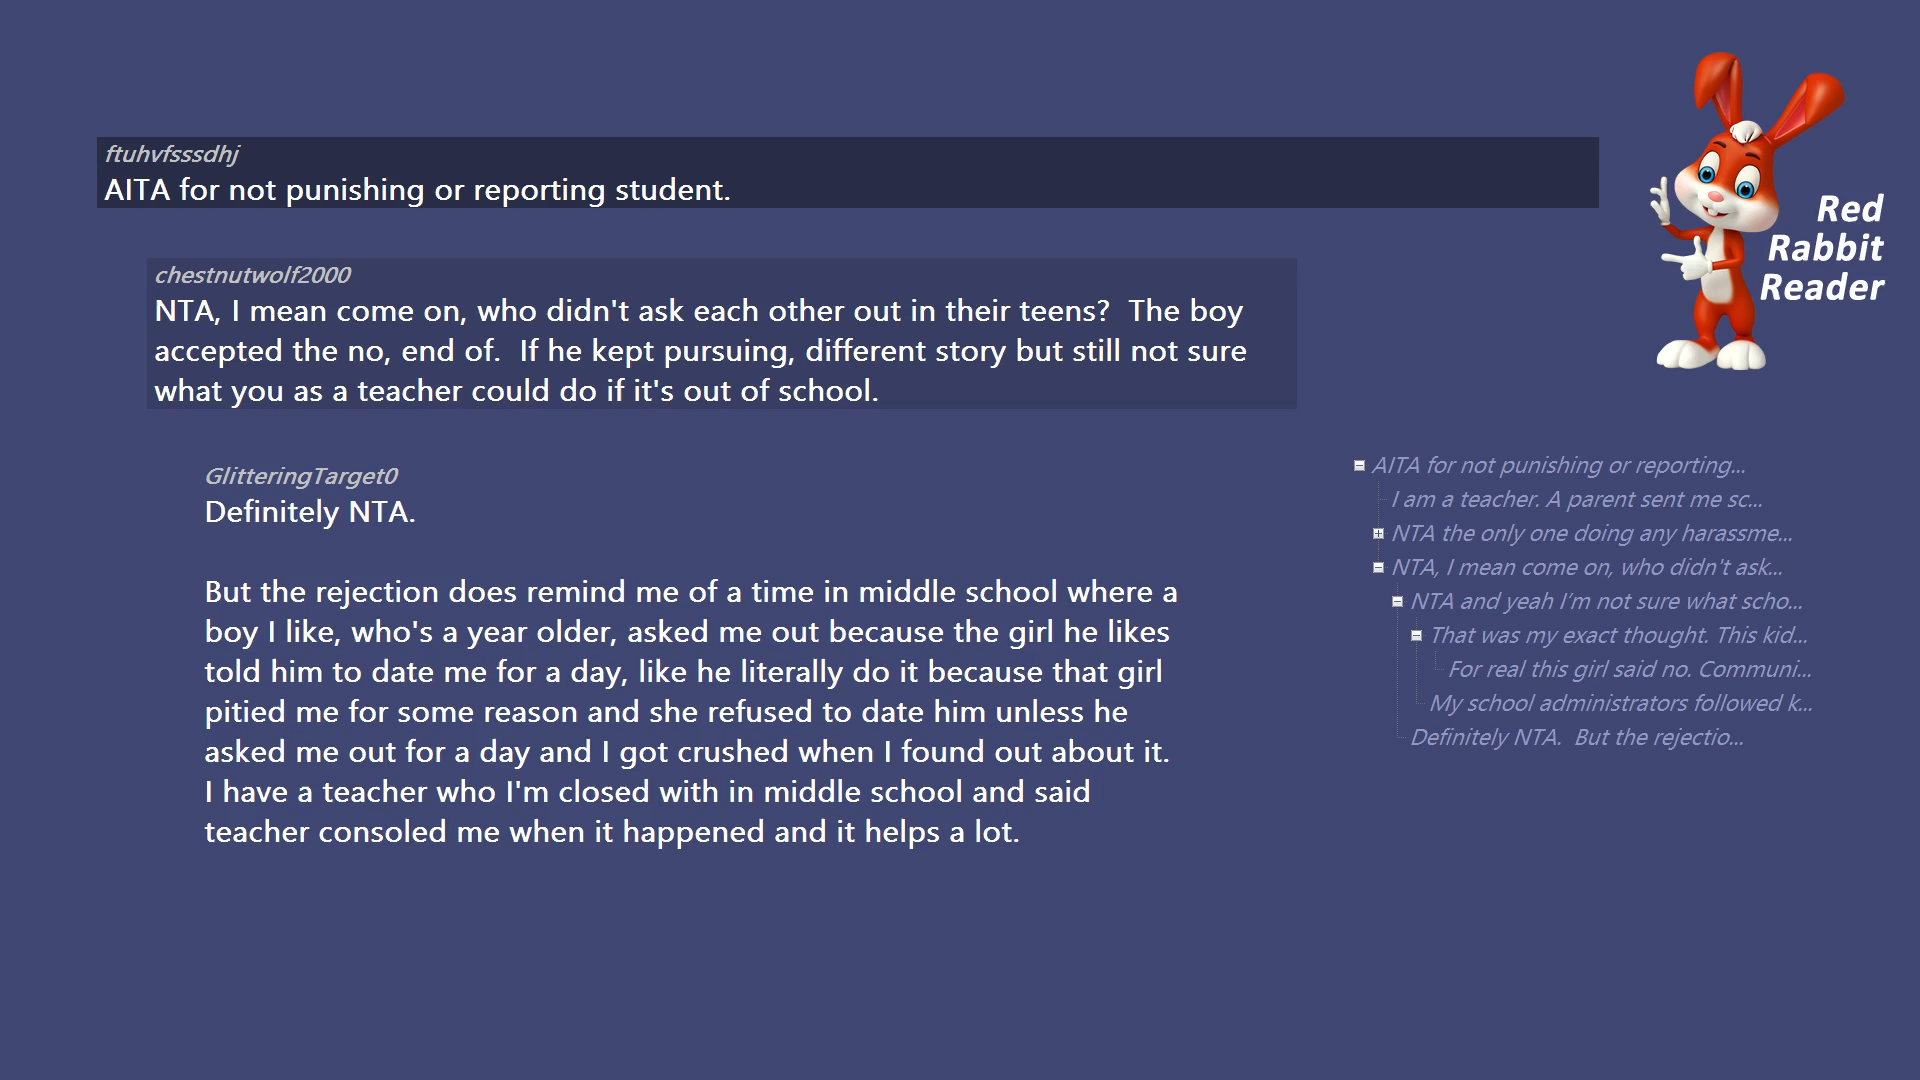 ftuhvfsssdhj
AITA for not punishing or reporting student.
chestnutwolf2000
NTA, I mean come on, who didn't ask each other out in their teens?  The boy
accepted the no, end of.  If he kept pursuing, different story but still not sure
what you as a teacher could do if it's out of school.
GlitteringTarget0
Definitely NTA.
But the rejection does remind me of a time in middle school where a
boy I like, who's a year older, asked me out because the girl he likes
told him to date me for a day, like he literally do it because that girl
pitied me for some reason and she refused to date him unless he
asked me out for a day and I got crushed when I found out about it.
I have a teacher who I'm closed with in middle school and said
teacher consoled me when it happened and it helps a lot.
Red
Rabbit
Reader
AITA for not punishing or reporting...
I am a teacher. A parent sent me sc...
NTA the only one doing any harassme...
NTA, I mean come on, who didn't ask...
NTA and yeah I’m not sure what scho...
That was my exact thought. This kid...
For real this girl said no. Communi...
My school administrators followed k...
Definitely NTA.  But the rejectio...